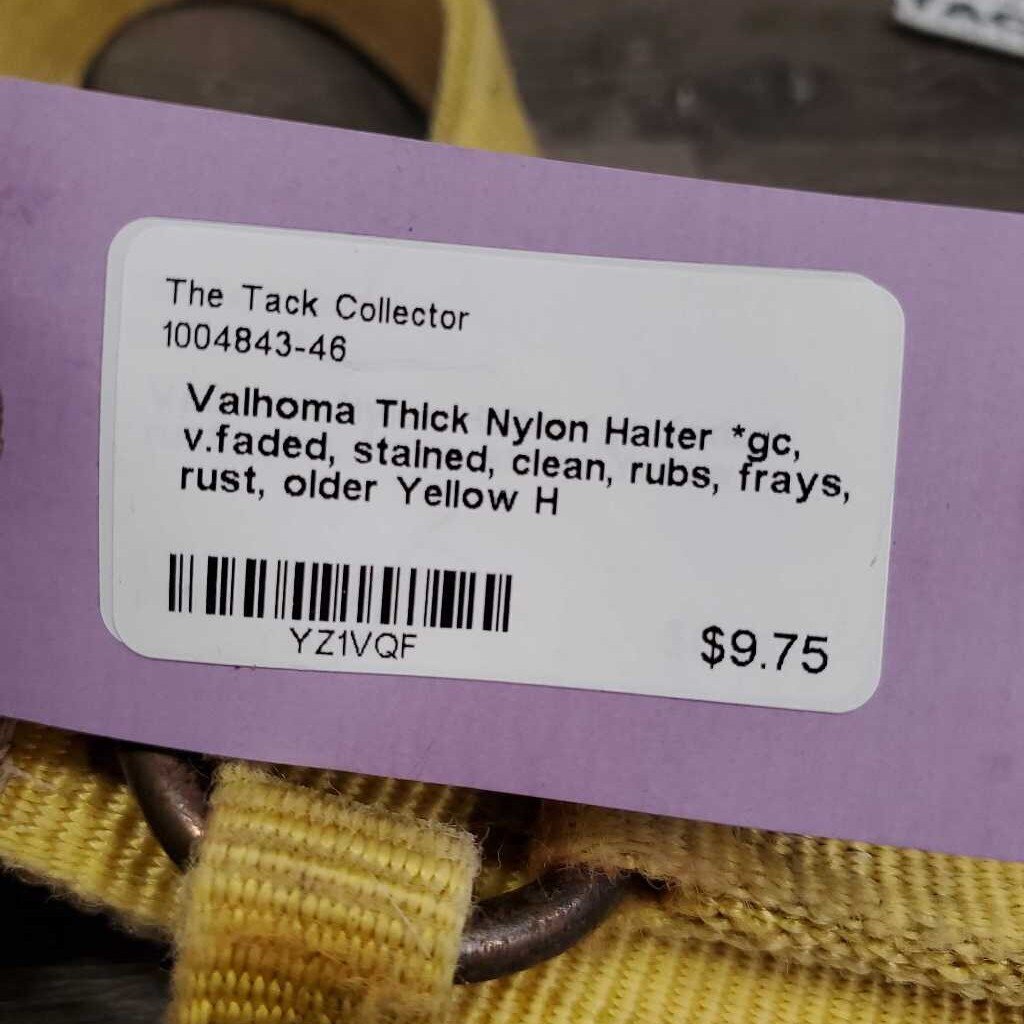 The Tack Collector
1004843-46
Valhoma Thick Nylon Halter *gc,
v.faded, stained, clean, rubs, frays,
rust, older Yellow H
YZ1VQF
$9.75